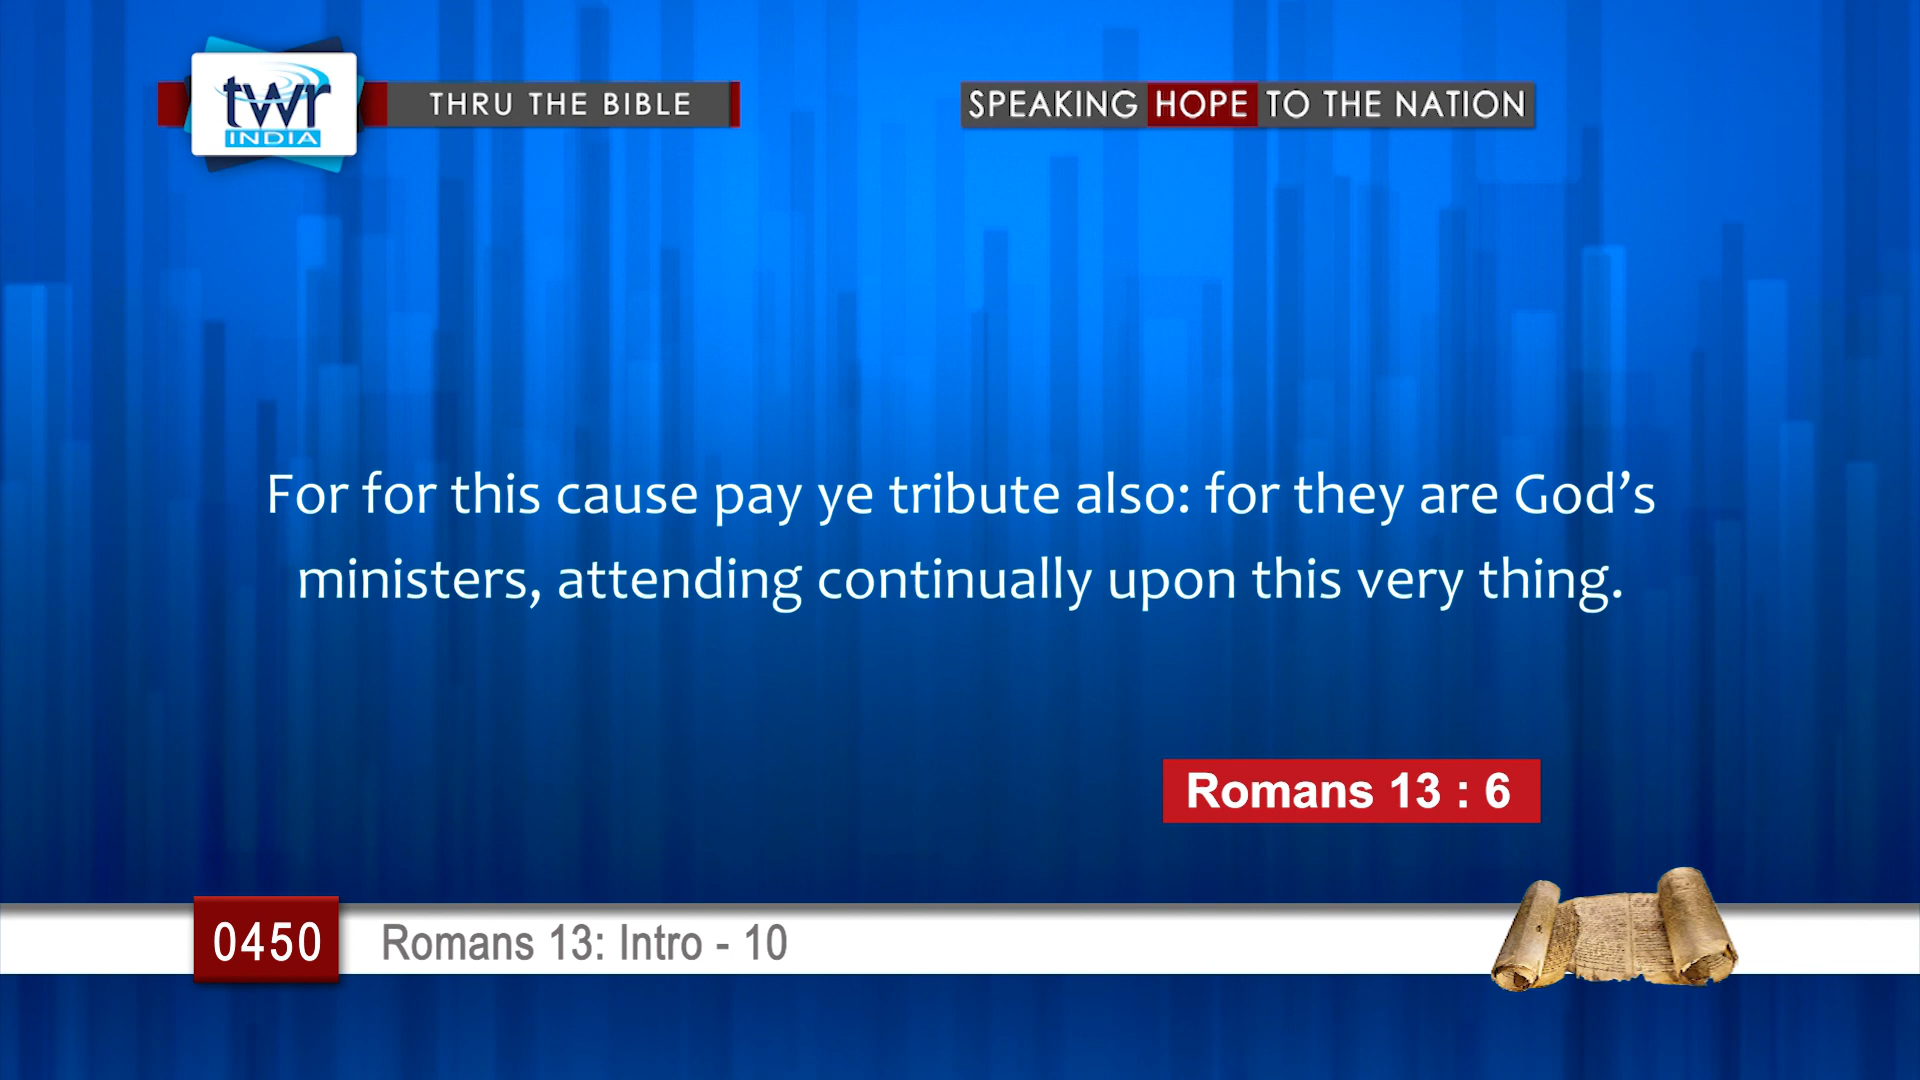 twr
INDIA
THRU THE BIBLE
SPEAKING HOPE TO THE NATION
For for this cause pay ye tribute also: for they are God’s
ministers, attending continually upon this very thing.
Romans 13 : 6
0450
Romans 13: Intro - 10